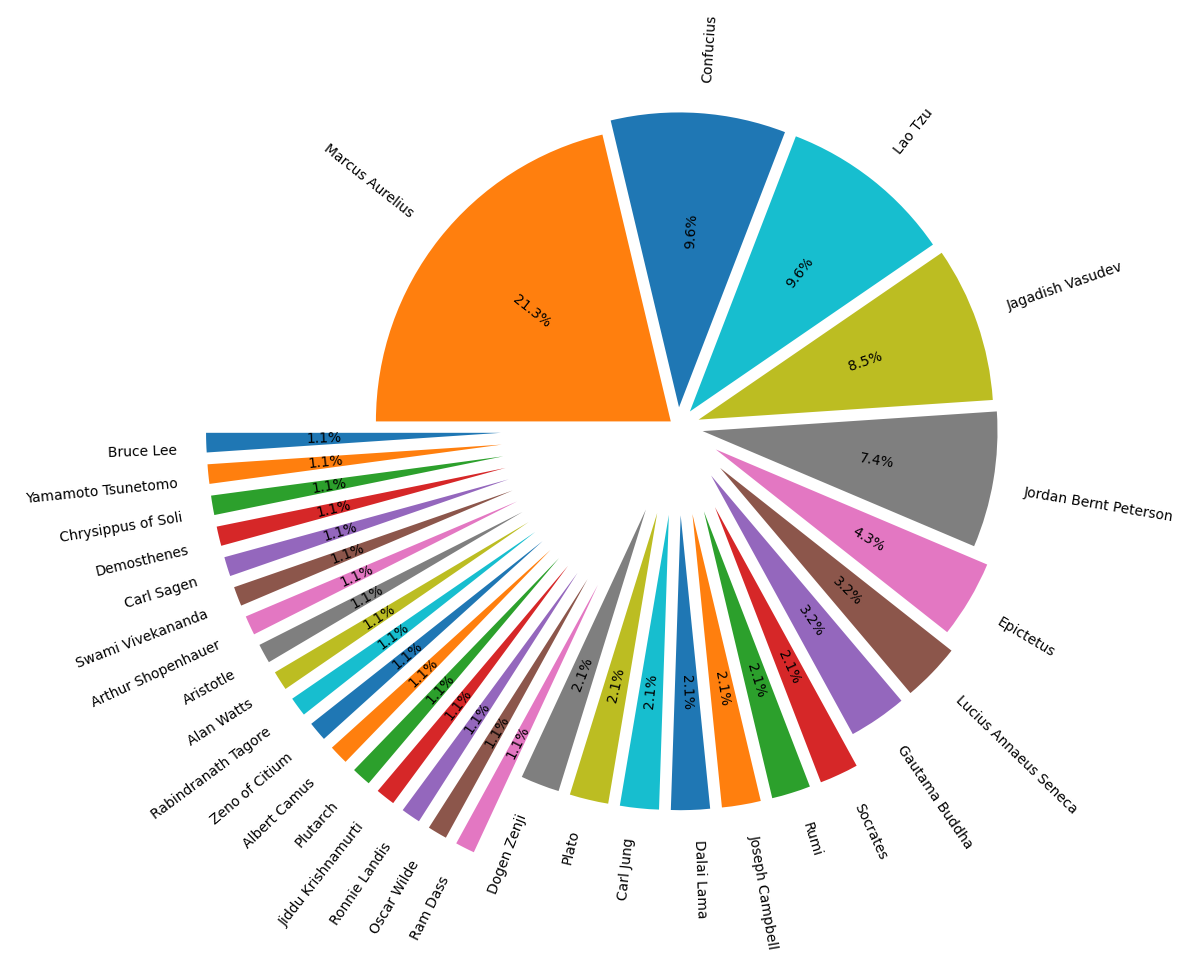 Confucius
9.6%
Lao Tzu
9.6%
Jagadish Vasudev
8.5%
Jordan Bernt Peterson
7.4%
Epictetus
4.3%
Lucius Annaeus Seneca
3.2%
Gautama Buddha
3.2%
Socrates
2.1%
Rumi
2.1%
Joseph Campbell
2.1%
Dalai Lama
2.1%
Carl Jung
2.1%
Plato
2.1%
Dogen Zenji
2.1%
Ram Dass
1.1%
Oscar Wilde
1.1%
Ronnie Landis
1.1%
Jiddu Krishnamurti
1.1%
Plutarch
1.1%
Albert Camus
1.1%
Zeno of Citium
1.1%
Rabindranath Tagore
1.1%
Alan Watts
1.1%
Aristotle
1.1%
Arthur Shopenhauer
1.1%
Swami Vivekananda
1.1%
Carl Sagen
1.1%
Demosthenes
1.1%
Chrysippus of Soli
1.1%
Yamamoto Tsunetomo
1.1%
Bruce Lee
1.1%
Marcus Aurelius
21.3%